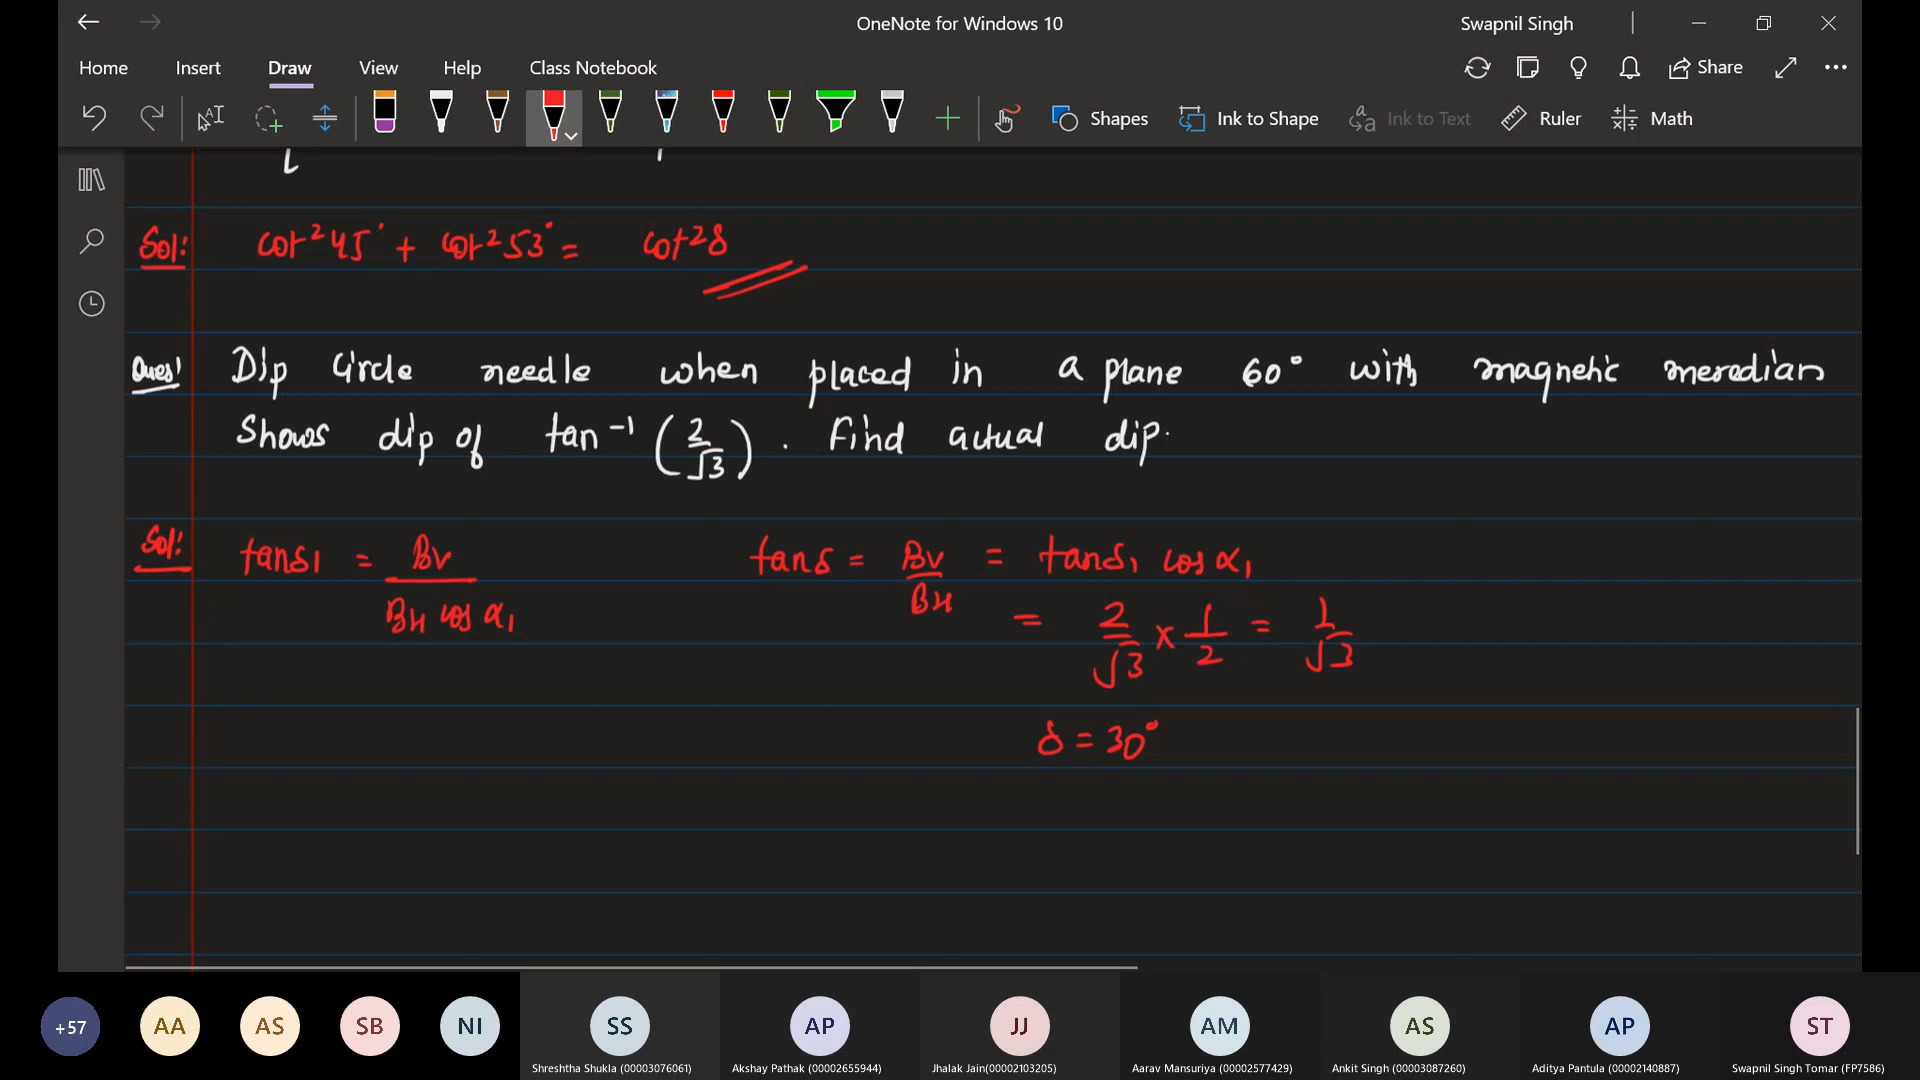 OneNote for Windows 10
Swapnil Singh
Home Insert Draw View Help Class Notebook
Share
Shapes Ink to Shape Ink to Text Ruler Math
Sol: cot²45° + cot²53° = cot²δ
Ques: Dip Circle needle when placed in a plane 60° with magnetic meredian
Shows dip of tan⁻¹ (2/√3) . Find actual dip.
Sol: tanδ1 = Bv / BH cos α1 tanδ = Bv/BH = tanδ1 cos α1
= 2/√3 × 1/2 = 1/√3
δ = 30°
+57 AA AS SB NI SS AP JJ AM AS AP ST
Shreshtha Shukla (00003076061) Akshay Pathak (00002655944) Jhalak Jain(00002103205) Aarav Mansuriya (00002577429) Ankit Singh (00003087260) Aditya Pantula (00002140887) Swapnil Singh Tomar (FP7586)